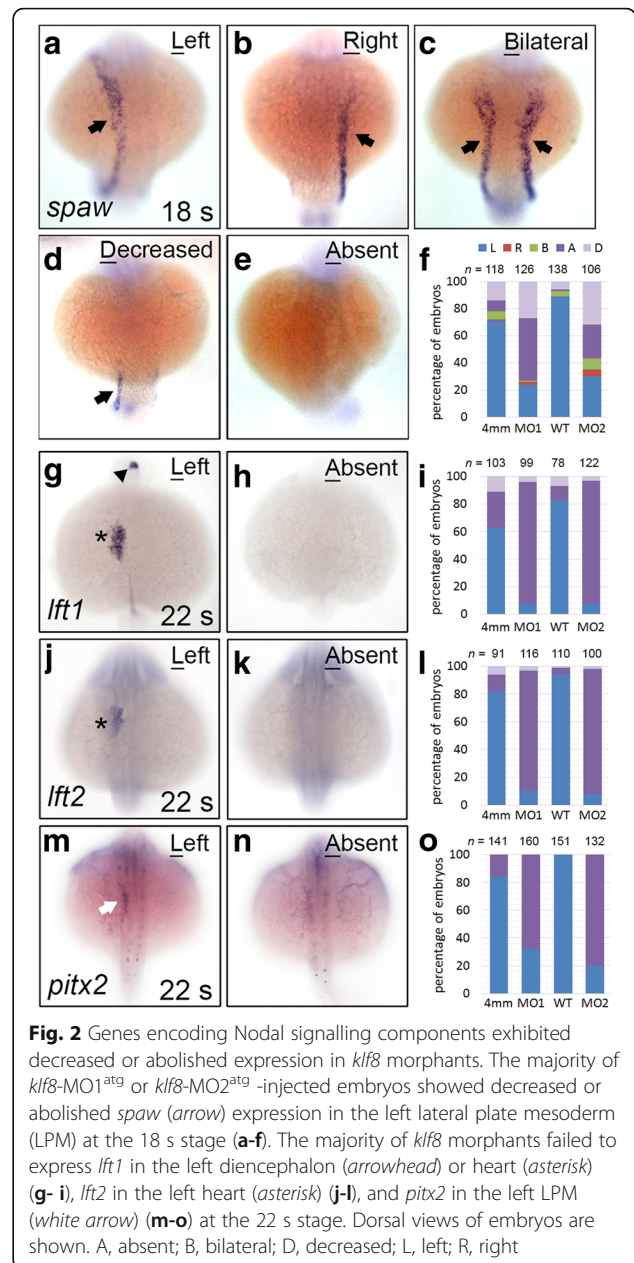 a Left
b Right
c Bilateral
spaw 18 s
d Decreased
e Absent
f
L R B A D
n = 118 126 138 106
percentage of embryos
100
80
60
40
20
0
4mm MO1 WT MO2
g Left
lft1 22 s
*
h Absent
i
103 99 78 122
percentage of embryos
100
80
60
40
20
0
4mm MO1 WT MO2
j Left
*
lft2 22 s
k Absent
l
91 116 110 100
percentage of embryos
100
80
60
40
20
0
4mm MO1 WT MO2
m Left
pitx2 22 s
n Absent
o
n = 141 160 151 132
percentage of embryos
100
80
60
40
20
0
4mm MO1 WT MO2
Fig. 2 Genes encoding Nodal signalling components exhibited
decreased or abolished expression in klf8 morphants. The majority of
klf8-MO1atg or klf8-MO2atg -injected embryos showed decreased or
abolished spaw (arrow) expression in the left lateral plate mesoderm
(LPM) at the 18 s stage (a-f). The majority of klf8 morphants failed to
express lft1 in the left diencephalon (arrowhead) or heart (asterisk)
(g- i), lft2 in the left heart (asterisk) (j-l), and pitx2 in the left LPM
(white arrow) (m-o) at the 22 s stage. Dorsal views of embryos are
shown. A, absent; B, bilateral; D, decreased; L, left; R, right